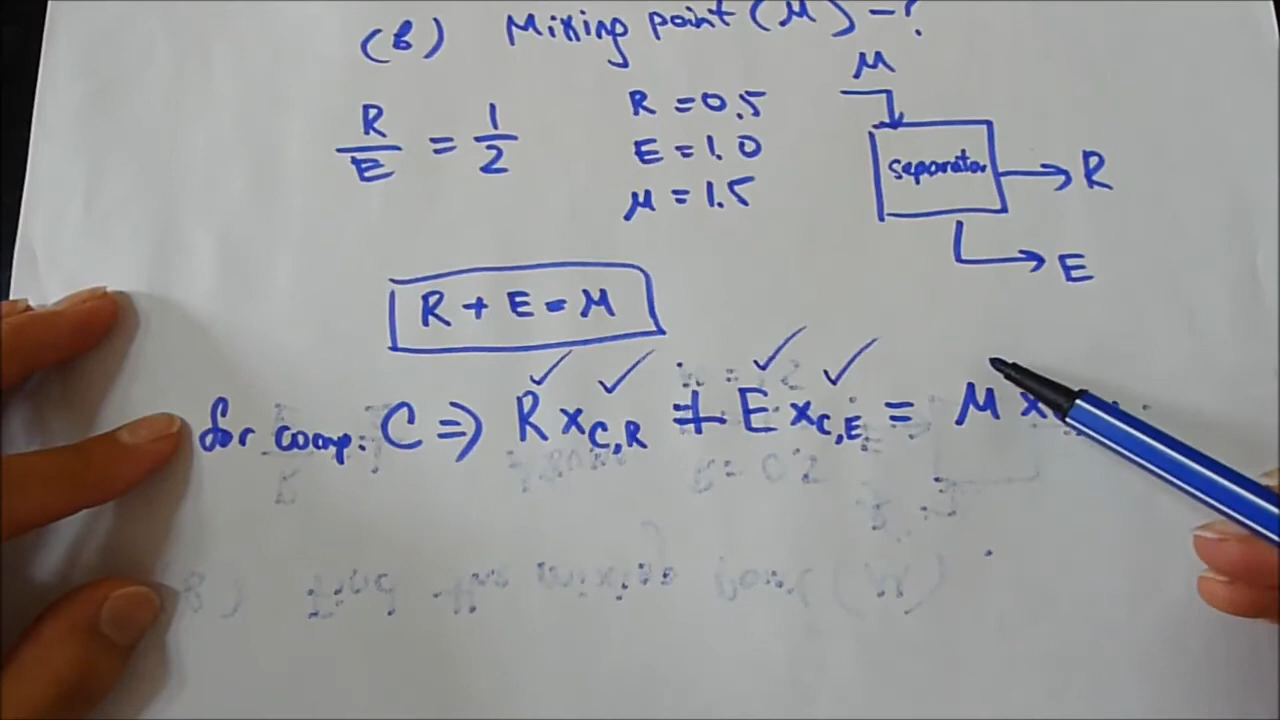 (B) Mixing point (M) - ?
R/E = 1/2
R = 0.5
E = 1.0
M = 1.5
M
separator
R
E
R + E = M
for comp. C ⇒ R x_C,R + E x_C,E = M x